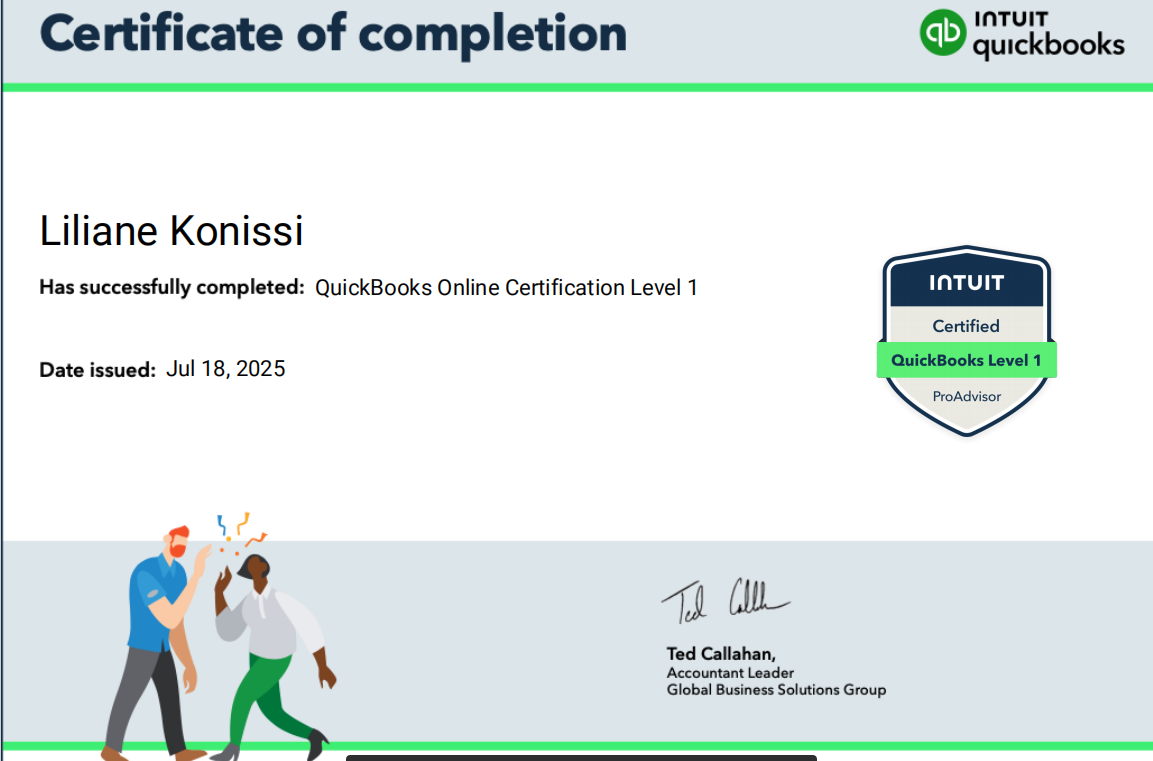 Certificate of completion
INTUIT
quickbooks
Liliane Konissi
Has successfully completed: QuickBooks Online Certification Level 1
Date issued: Jul 18, 2025
INTUIT
Certified
QuickBooks Level 1
ProAdvisor
Ted Callahan
Ted Callahan,
Accountant Leader
Global Business Solutions Group